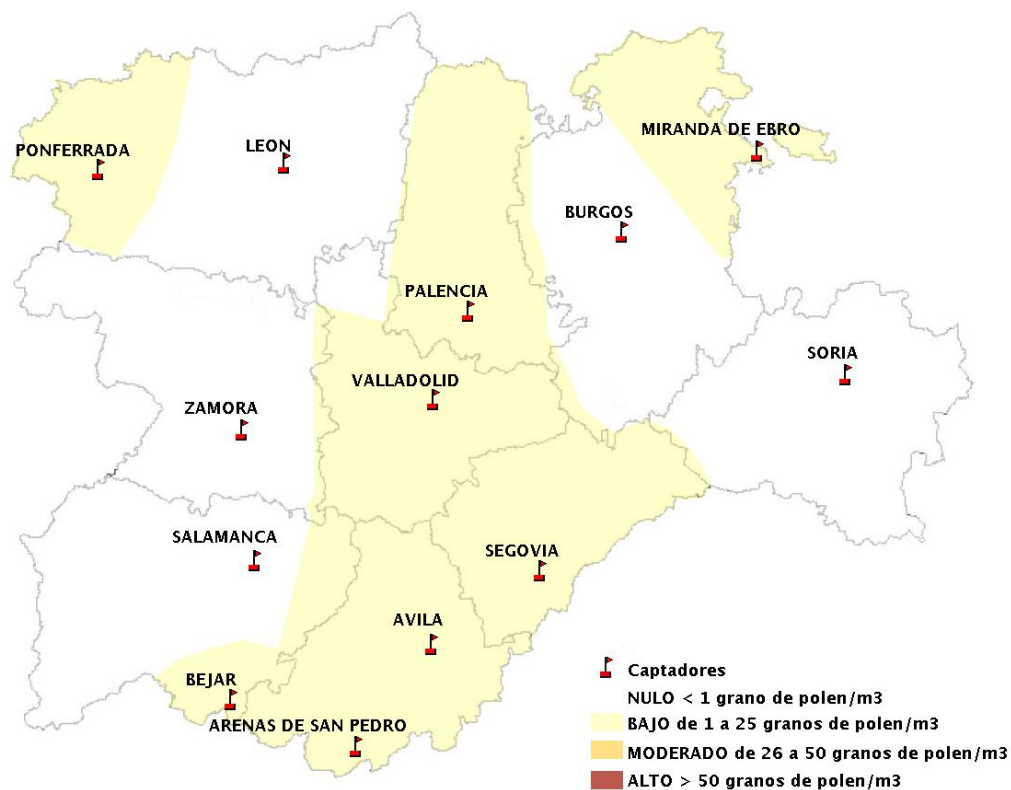 MIRANDA DE EBRO
PONFERRADA
LEON
BURGOS
PALENCIA
SORIA
VALLADOLID
ZAMORA
SALAMANCA
SEGOVIA
AVILA
BEJAR
ARENAS DE SAN PEDRO
Captadores
NULO < 1 grano de polen/m3
BAJO de 1 a 25 granos de polen/m3
MODERADO de 26 a 50 granos de polen/m3
ALTO > 50 granos de polen/m3